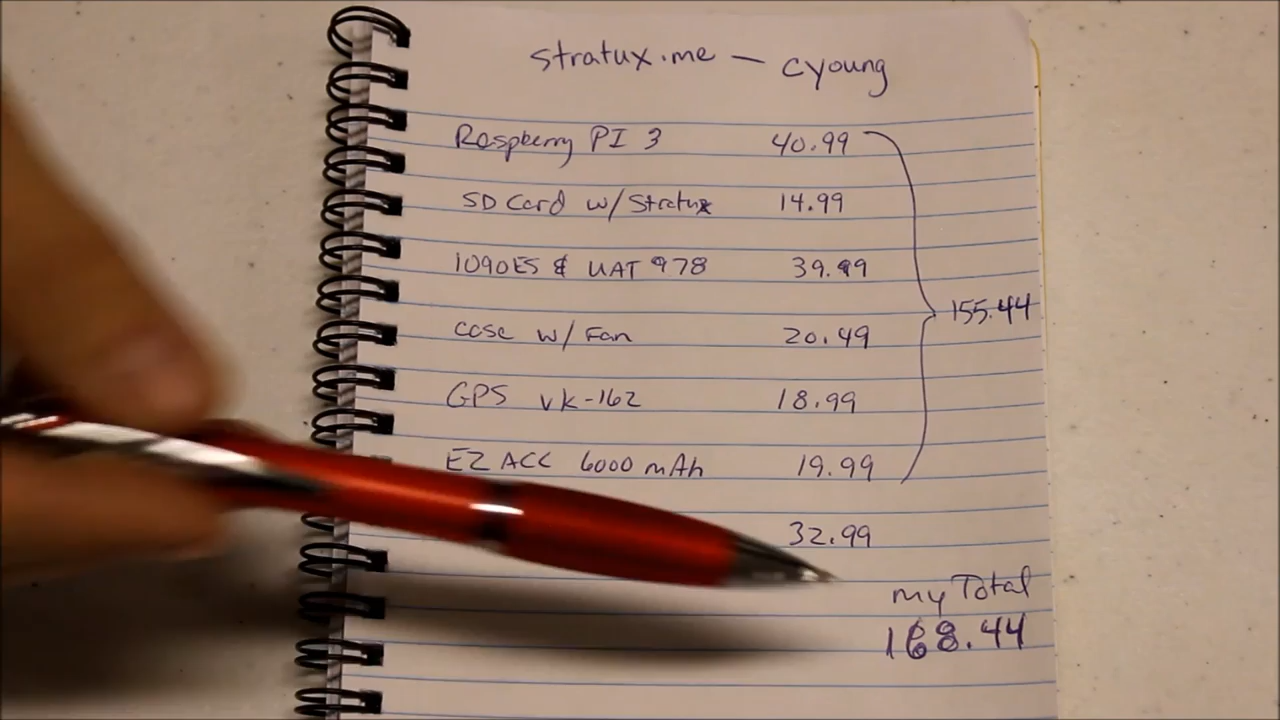 stratux.me — cyoung
Raspberry PI 3 40.99
SD Card w/ Stratux 14.99
1090ES & UAT 978 39.99
case w/ Fan 20.49
GPS vk-162 18.99
155.44
EZ ACC 6000 mAh 19.99
32.99
my Total
168.44